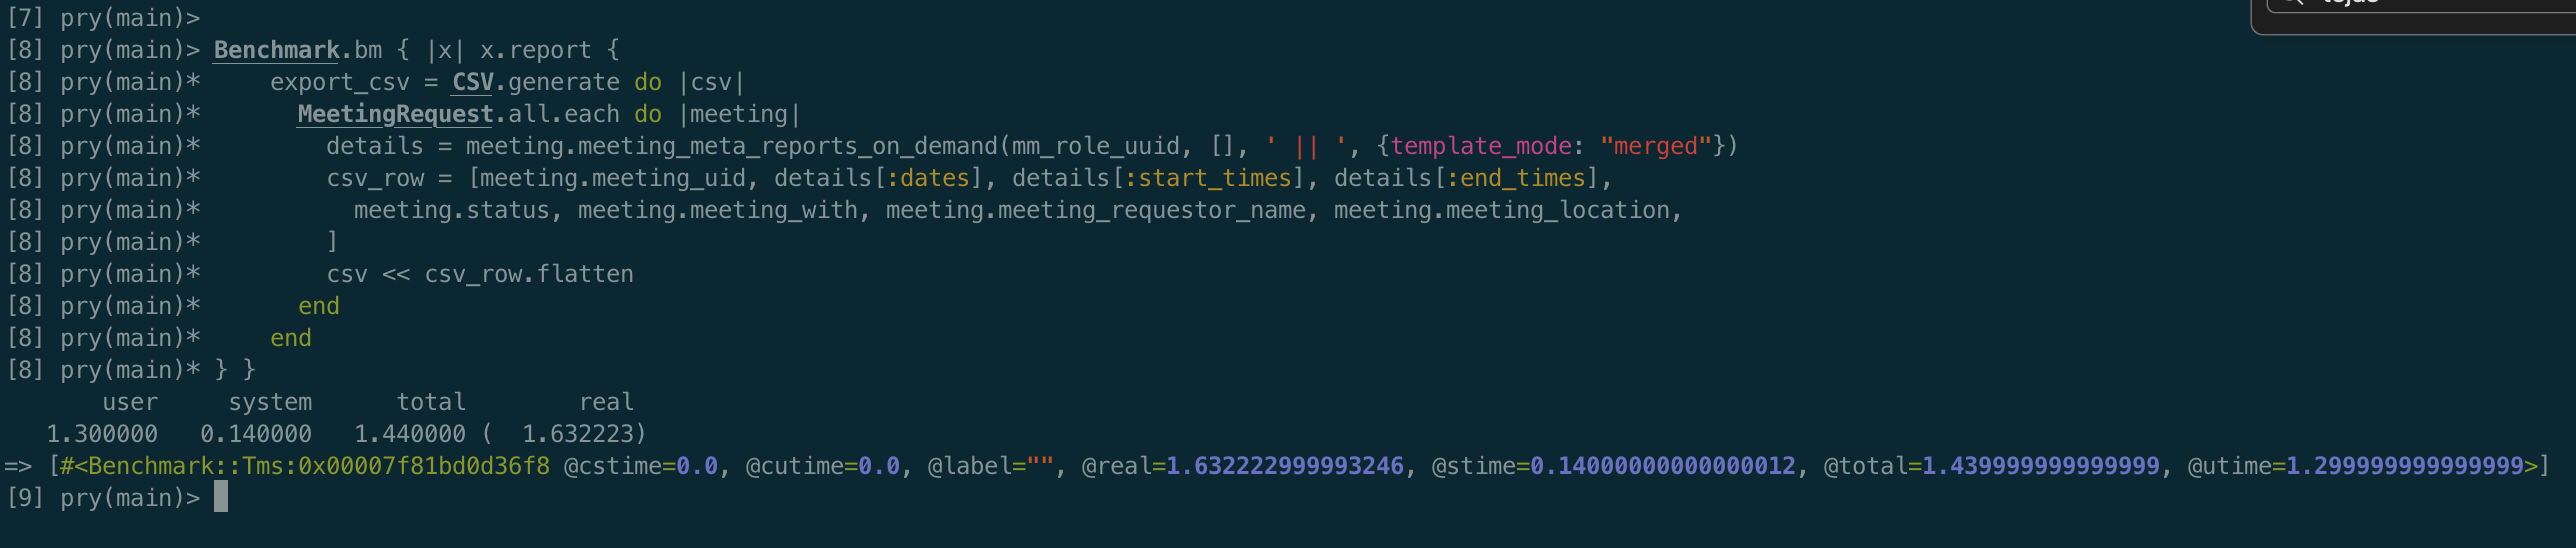 [7] pry(main)>
[8] pry(main)> Benchmark.bm { |x| x.report {
[8] pry(main)*     export_csv = CSV.generate do |csv|
[8] pry(main)*       MeetingRequest.all.each do |meeting|
[8] pry(main)*         details = meeting.meeting_meta_reports_on_demand(mm_role_uuid, [], ' || ', {template_mode: "merged"})
[8] pry(main)*         csv_row = [meeting.meeting_uid, details[:dates], details[:start_times], details[:end_times],
[8] pry(main)*           meeting.status, meeting.meeting_with, meeting.meeting_requestor_name, meeting.meeting_location,
[8] pry(main)*         ]
[8] pry(main)*         csv << csv_row.flatten
[8] pry(main)*       end
[8] pry(main)*     end
[8] pry(main)* } }
       user     system      total        real
   1.300000   0.140000   1.440000 (  1.632223)
=> [#<Benchmark::Tms:0x00007f81bd0d36f8 @cstime=0.0, @cutime=0.0, @label="", @real=1.632222999993246, @stime=0.14000000000000012, @total=1.439999999999999, @utime=1.299999999999999>]
[9] pry(main)>